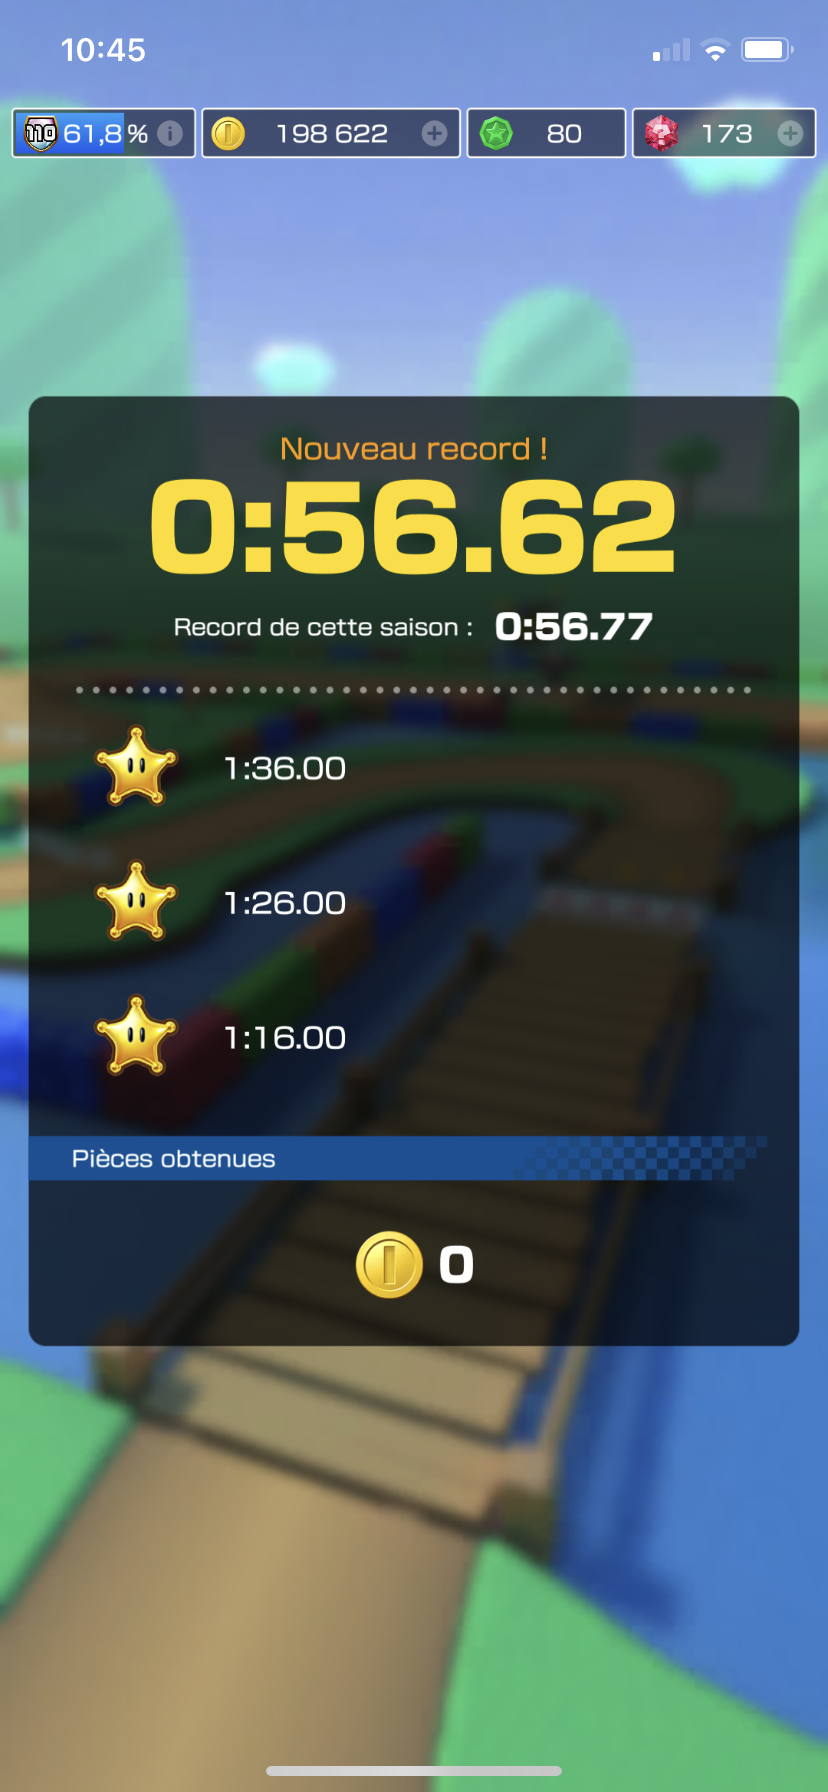 10:45
110 61,8 % 198 622 80 173
Nouveau record !
0:56.62
Record de cette saison : 0:56.77
1:36.00
1:26.00
1:16.00
Pièces obtenues
0